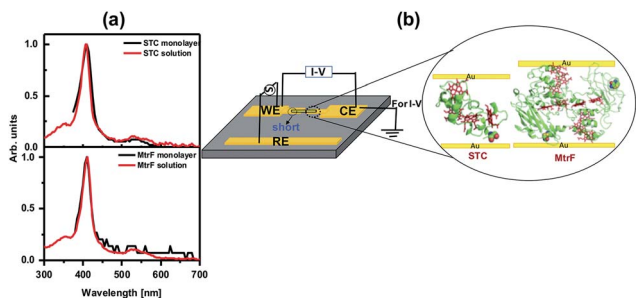 (a)
STC monolayer
STC solution
1.0
0.5
0.0
Arb. units
MtrF monolayer
MtrF solution
1.0
0.5
0.0
300 400 500 600 700
Wavelength [nm]
(b)
I-V
S
WE
CE
short
RE
For I-V
Au
Au
STC
Au
Au
MtrF